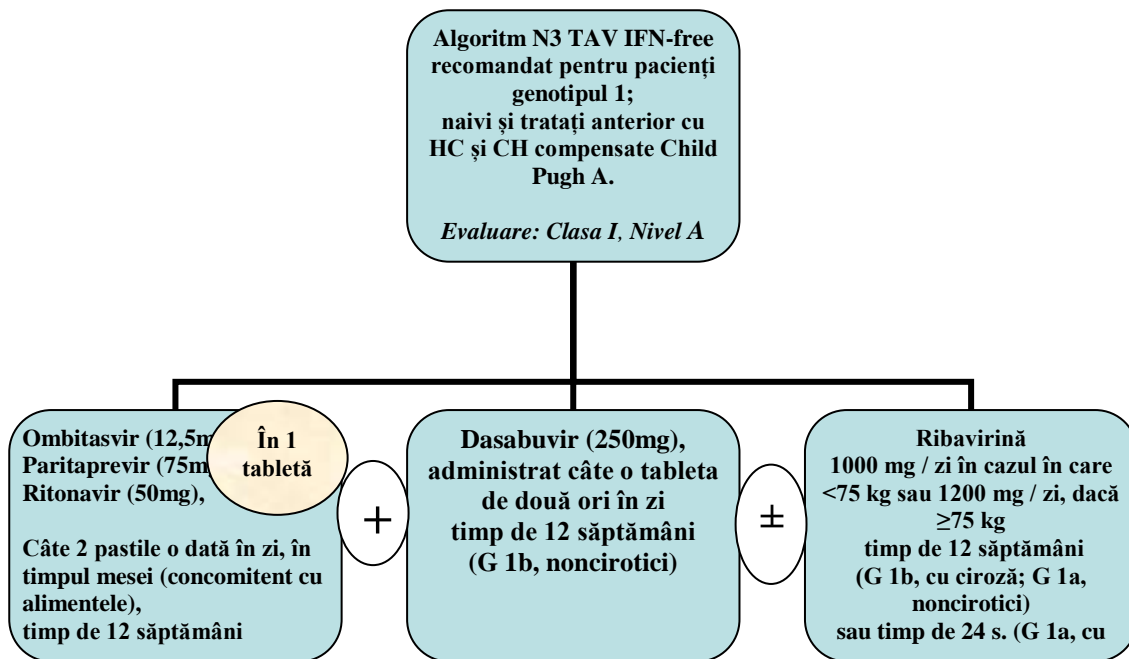 Algoritm N3 TAV IFN-free
recomandat pentru pacienți
genotipul 1;
naivi și tratați anterior cu
HC și CH compensate Child
Pugh A.
Evaluare: Clasa I, Nivel A
Ombitasvir (12,5m
Paritaprevir (75m
Ritonavir (50mg),
Câte 2 pastile o dată în zi, în
timpul mesei (concomitent cu
alimentele),
timp de 12 săptămâni
În 1
tabletă
+
Dasabuvir (250mg),
administrat câte o tableta
de două ori în zi
timp de 12 săptămâni
(G 1b, noncirotici)
±
Ribavirină
1000 mg / zi în cazul în care
<75 kg sau 1200 mg / zi, dacă
≥75 kg
timp de 12 săptămâni
(G 1b, cu ciroză; G 1a,
noncirotici)
sau timp de 24 s. (G 1a, cu